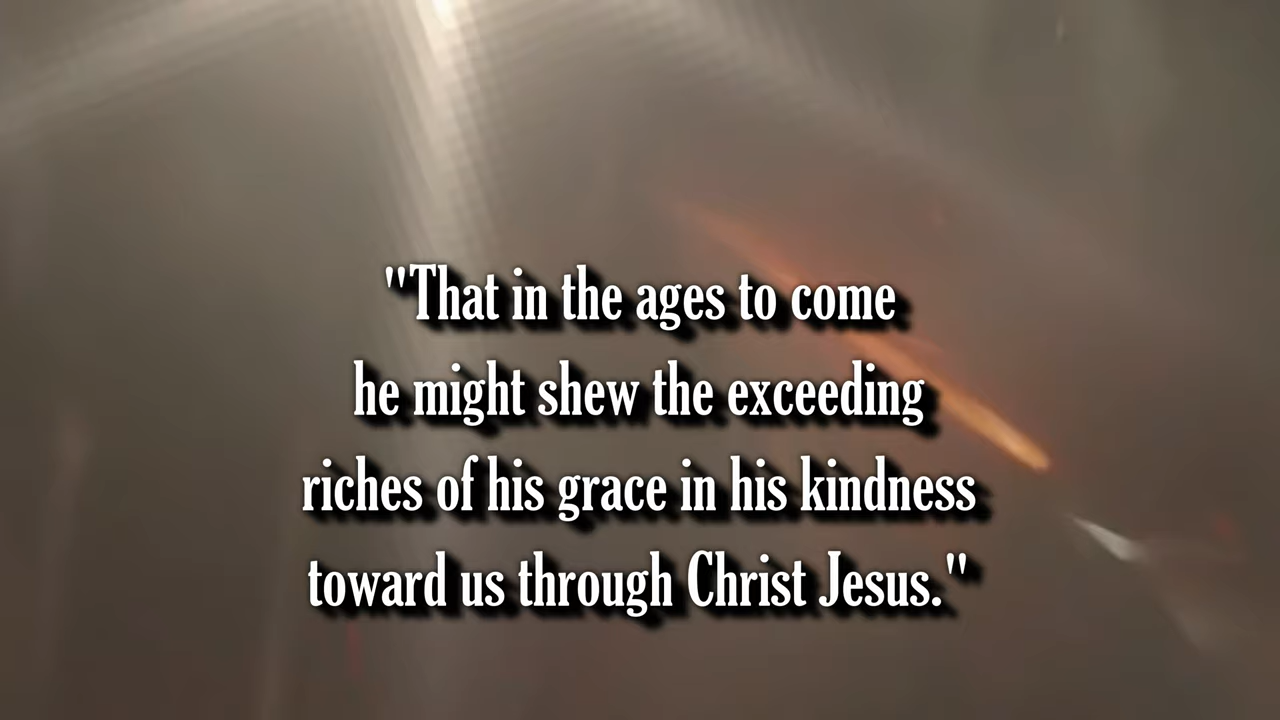 "That in the ages to come
he might shew the exceeding
riches of his grace in his kindness
toward us through Christ Jesus."